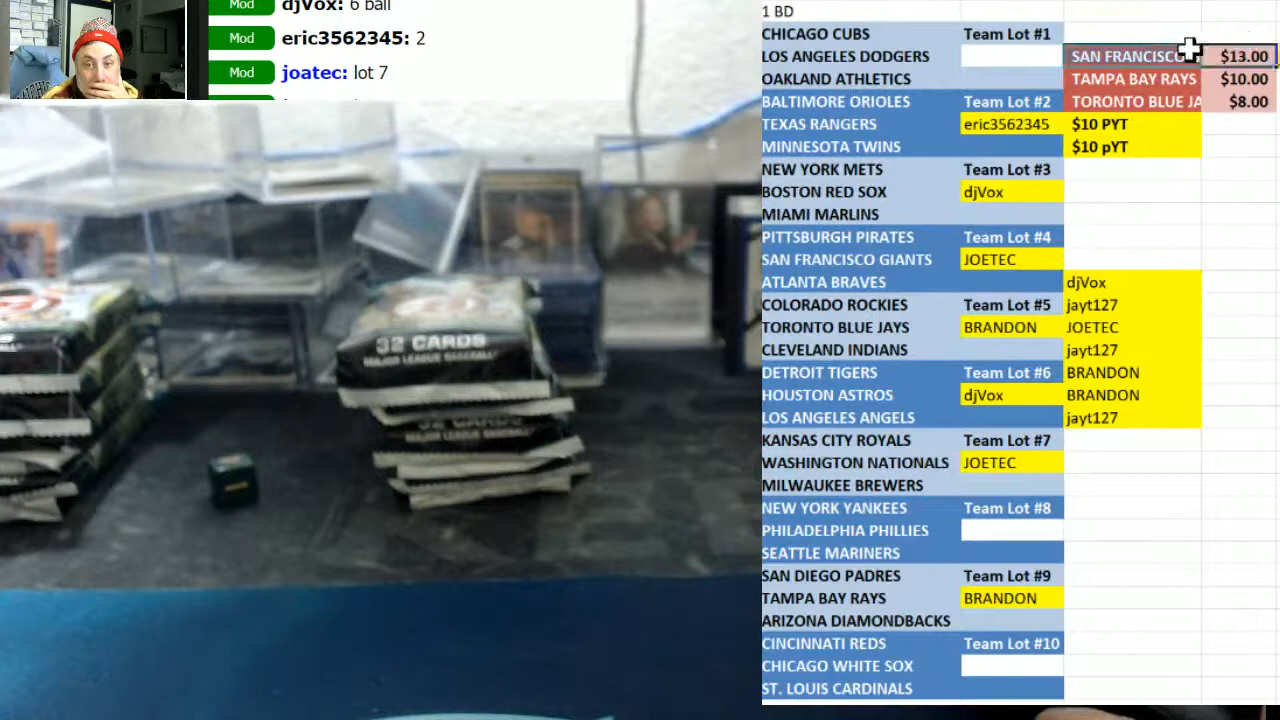 Mod djVox: 6 ball
Mod eric3562345: 2
Mod joatec: lot 7
32 CARDS
MAJOR LEAGUE BASEBALL
32 CARDS
MAJOR LEAGUE BASEBALL
1 BD
CHICAGO CUBS Team Lot #1
LOS ANGELES DODGERS SAN FRANCISCO $13.00
OAKLAND ATHLETICS TAMPA BAY RAYS $10.00
BALTIMORE ORIOLES Team Lot #2 TORONTO BLUE JA $8.00
TEXAS RANGERS eric3562345 $10 PYT
MINNESOTA TWINS $10 pYT
NEW YORK METS Team Lot #3
BOSTON RED SOX djVox
MIAMI MARLINS
PITTSBURGH PIRATES Team Lot #4
SAN FRANCISCO GIANTS JOETEC
ATLANTA BRAVES djVox
COLORADO ROCKIES Team Lot #5 jayt127
TORONTO BLUE JAYS BRANDON JOETEC
CLEVELAND INDIANS jayt127
DETROIT TIGERS Team Lot #6 BRANDON
HOUSTON ASTROS djVox BRANDON
LOS ANGELES ANGELS jayt127
KANSAS CITY ROYALS Team Lot #7
WASHINGTON NATIONALS JOETEC
MILWAUKEE BREWERS
NEW YORK YANKEES Team Lot #8
PHILADELPHIA PHILLIES
SEATTLE MARINERS
SAN DIEGO PADRES Team Lot #9
TAMPA BAY RAYS BRANDON
ARIZONA DIAMONDBACKS
CINCINNATI REDS Team Lot #10
CHICAGO WHITE SOX
ST. LOUIS CARDINALS